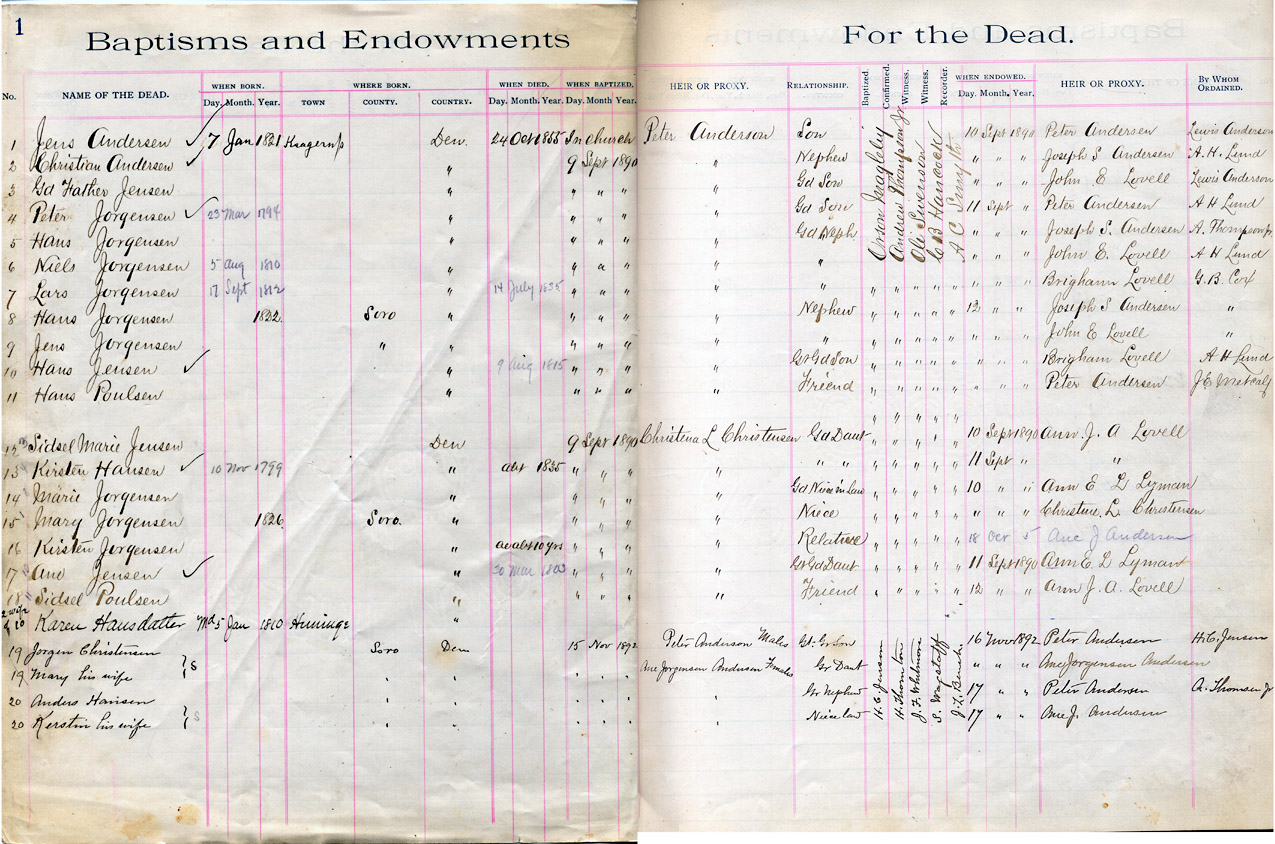 1
Baptisms and Endowments For the Dead.
No. NAME OF THE DEAD. WHEN BORN. WHERE BORN. WHEN DIED. WHEN BAPTIZED. HEIR OR PROXY. RELATIONSHIP. Baptized. Confirmed. Witness. Witness. Recorder. WHEN ENDOWED. HEIR OR PROXY. BY WHOM ORDAINED.
Day. Month. Year. TOWN COUNTY. COUNTRY. Day. Month. Year. Day. Month Year. Day. Month. Year.
1 Jens Andersen 7 Jan 1821 Den. 24 Oct 1855 In church Peter Anderson Son 10 Sept 1890 Peter Andersen Lewis Anderson
2 Christian Andersen " 9 Sept 1890 " Nephew " " " Joseph S Andersen A. H. Lund
3 Gd Father Jensen " " " " " Gd Son " " " John E Lovell Lewis Anderson
4 Peter Jorgensen 23 Mar 1794 " " " " " Gd Son 11 Sept " Peter Andersen A H Lund
5 Hans Jorgensen " " " " " Gd Neph " " " Joseph S. Andersen A. Thompson Jr
6 Niels Jorgensen 5 aug 1810 " " " " " " " " " John E. Lovell A H Lund
7 Lars Jorgensen 17 Sept 1812 " 14 July 1835 " " " " " " " " " " " " " " Brigham Lovell G. B. Cox
8 Hans Jorgensen 1822. Soro " " " " " Nephew " " " " " 12 " " Joseph S Andersen "
9 Jens Jorgensen " " " " " " " " " " " " John E Lovell "
10 Hans Jensen " 9 Aug 1815 " " " " Gr Gd Son " " " " " " " " Brigham Lovell A H Lund
11 Hans Poulsen " " " " " Friend " " " " " " " " Peter Andersen J. E. Metcalf
Orson Magleby
Andrew Thompson Jr
Ole Swenson
C B Hancock
A C Smyth
12 Sidsel Marie Jensen Den 9 Sept 1890 Christena L Christensen Gd Daut " " " " " 10 Sept 1890 Ann J. A Lovell
13 Kirsten Hansen 10 Nov 1799 " abt 1835 " " " " " " " " " " " 11 Sept " "
14 Marie Jorgensen " " " " " Gd Niece in Law " " " " " 10 " " Ann E L Lyman
15 Mary Jorgensen 1826. Soro. " " " " " Niece " " " " " " " " Christine L Christensen
16 Kirsten Jorgensen " abt 10 yrs " " " " Relative " " " " " 18 Oct 5 Ane J Andersen
17 Ane Jensen " 30 Mar " " " " Gr Gd Daut " " " " " 11 Sept 1890 Ann E. L Lyman
18 Sidsel Poulsen " " " " " Friend " " " " " 12 " " Ann J. A. Lovell
2 wife Karen Hansdatter Md 5 Jan 1810 "
19 Jorgen Christensen Soro Den 15 Nov 1892 Peter Anderson Males Gt. Gr Son 16 Nov 1892 Peter Andersen H. C. Jensen
19 Mary his wife } s " " " " " Ane Jorgensen Andersen Females Gr Daut " " " Ane Jorgensen Andersen
20 Anders Hansen " " " " " " Gr Nephew 17 " " Peter Andersen A. Thomsen Jr
20 Kerstin his wife } s " " " " " " Niece law 17 " " Ane J. Andersen
H. C. Jensen
H. Thornton
J. F. Whitmore
S. Wagstaff